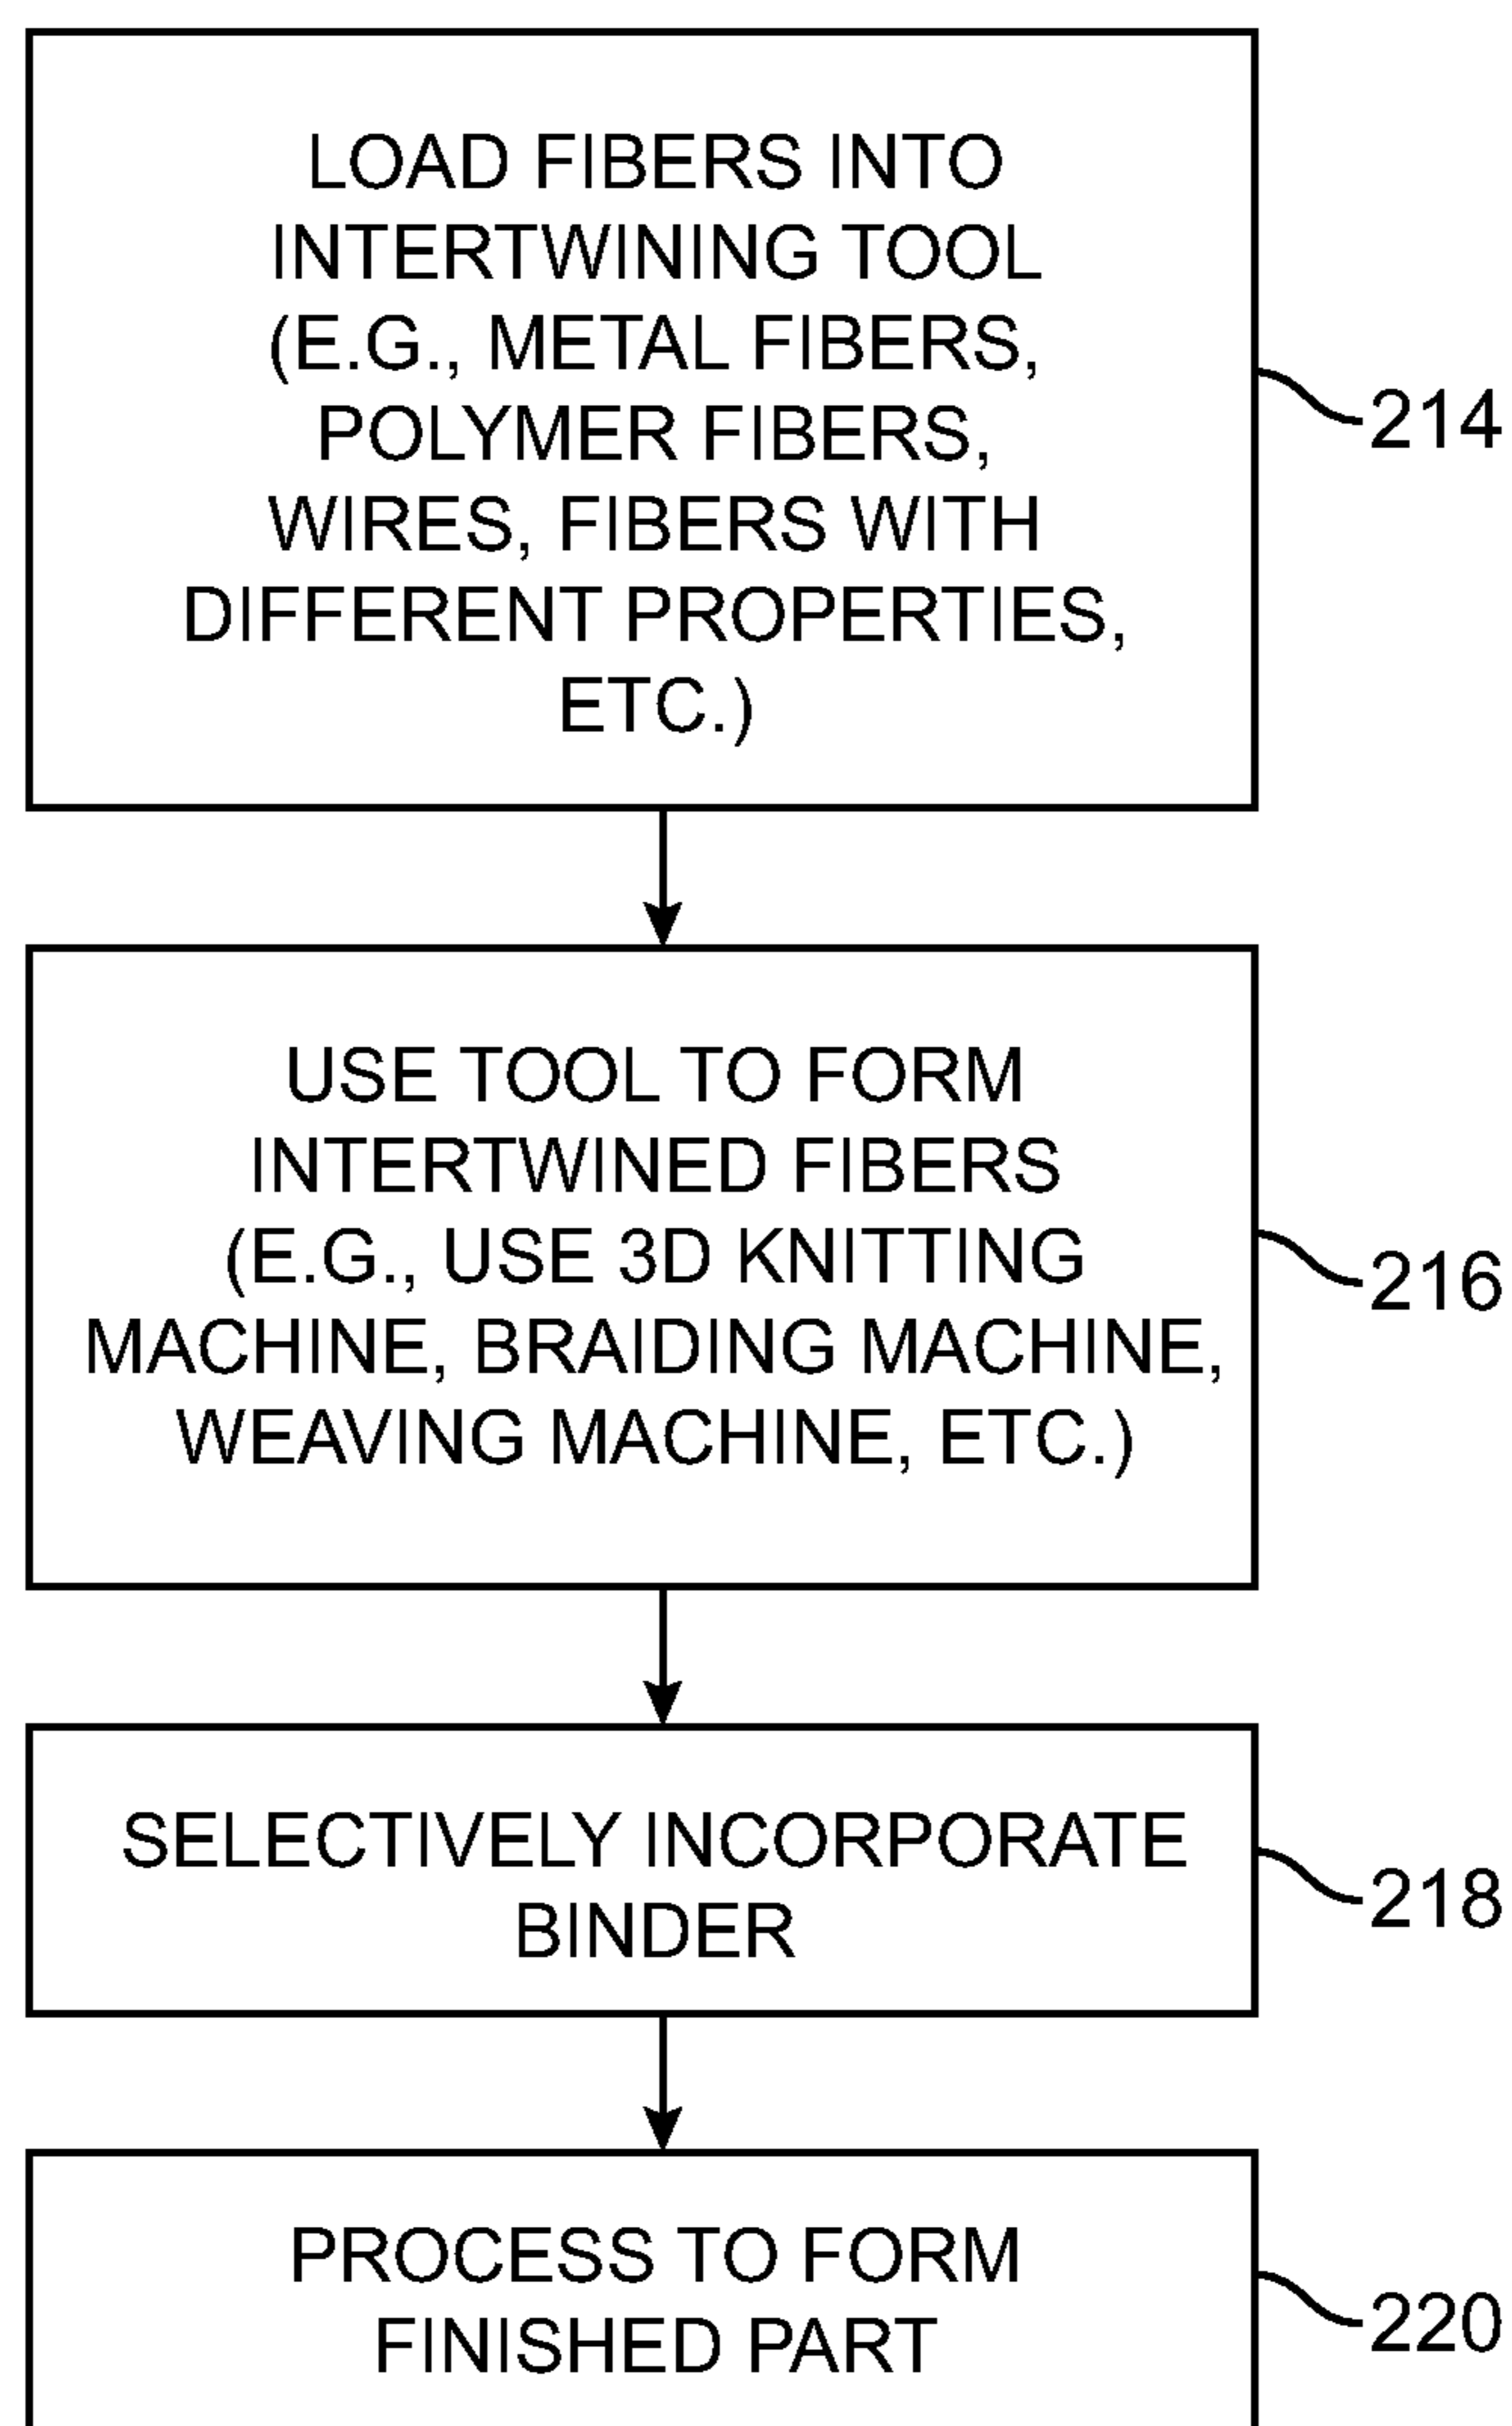 LOAD FIBERS INTO
INTERTWINING TOOL
(E.G., METAL FIBERS,
POLYMER FIBERS,
WIRES, FIBERS WITH
DIFFERENT PROPERTIES,
ETC.)
214
USE TOOL TO FORM
INTERTWINED FIBERS
(E.G., USE 3D KNITTING
MACHINE, BRAIDING MACHINE,
WEAVING MACHINE, ETC.)
216
SELECTIVELY INCORPORATE
BINDER
218
PROCESS TO FORM
FINISHED PART
220